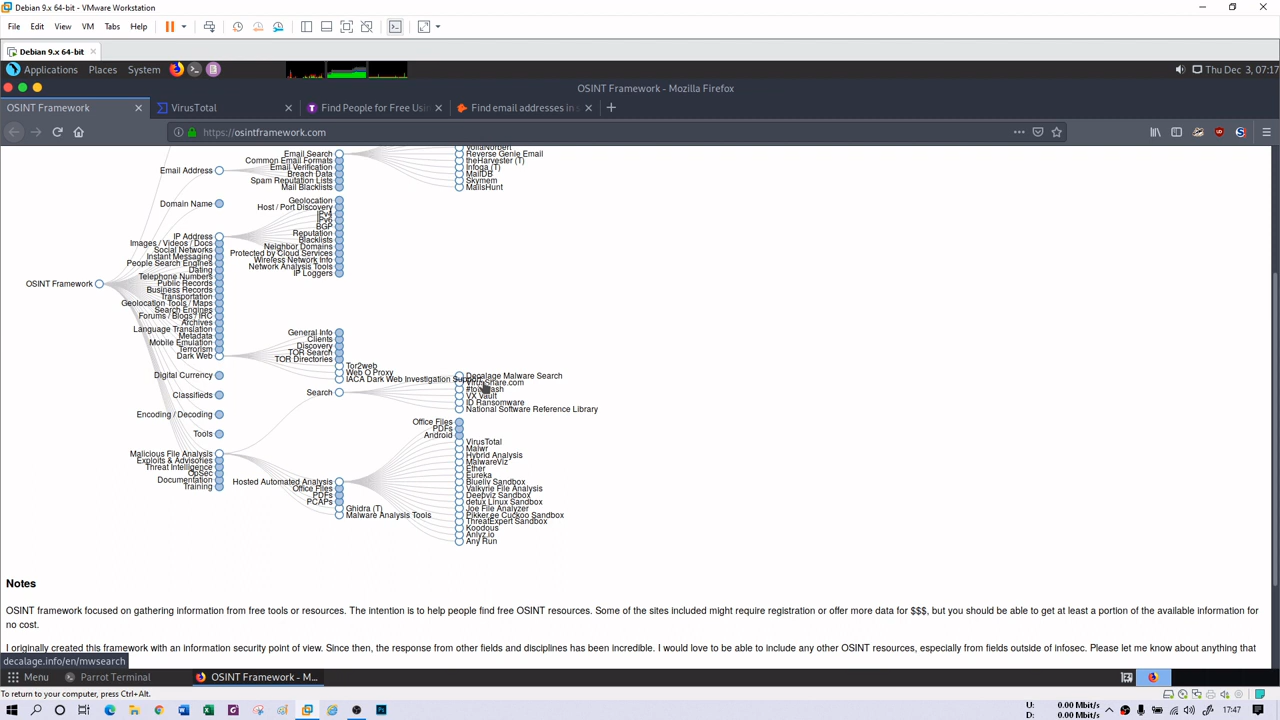 Debian 9.x 64-bit - VMware Workstation
File Edit View VM Tabs Help
Debian 9.x 64-bit
Applications Places System Thu Dec 3, 07:17
OSINT Framework - Mozilla Firefox
OSINT Framework VirusTotal Find People for Free Usin Find email addresses in s
https://osintframework.com
VoilaNorbert
Email Search Reverse Genie Email
Common Email Formats theHarvester (T)
Email Verification Infoga (T)
Email Address Breach Data MailDB
Spam Reputation Lists Skymem
Mail Blacklists MailsHunt
Geolocation
Domain Name Host / Port Discovery
IPv4
IPv6
BGP
IP Address Reputation
Images / Videos / Docs Blacklists
Social Networks Neighbor Domains
Instant Messaging Protected by Cloud Services
People Search Engines Wireless Network Info
Dating Network Analysis Tools
Telephone Numbers IP Loggers
OSINT Framework Public Records
Business Records
Transportation
Geolocation Tools / Maps
Search Engines
Forums / Blogs / IRC
Archives
Language Translation General Info
Metadata Clients
Mobile Emulation Discovery
Terrorism TOR Search
Dark Web TOR Directories
Tor2web
Web O Proxy
Digital Currency Decalage Malware Search
IACA Dark Web Investigation Support
VirusShare.com
Classifieds Search
VX Vault
ID Ransomware
National Software Reference Library
Encoding / Decoding Office Files
PDFs
Tools Android
VirusTotal
Malwr
Malicious File Analysis Hybrid Analysis
Exploits & Advisories MalwareViz
Threat Intelligence Ether
OpSec Eureka
Documentation Hosted Automated Analysis Blueliv Sandbox
Training Office Files Valkyrie File Analysis
PDFs Deepviz Sandbox
PCAPs detux Linux Sandbox
Ghidra (T) Joe File Analyzer
Malware Analysis Tools Pikker.ee Cuckoo Sandbox
ThreatExpert Sandbox
Koodous
Anlyz.io
Any Run
Notes
OSINT framework focused on gathering information from free tools or resources. The intention is to help people find free OSINT resources. Some of the sites included might require registration or offer more data for $$$, but you should be able to get at least a portion of the available information for
no cost.
I originally created this framework with an information security point of view. Since then, the response from other fields and disciplines has been incredible. I would love to be able to include any other OSINT resources, especially from fields outside of infosec. Please let me know about anything that
decalage.info/en/mwsearch
Menu Parrot Terminal OSINT Framework - M...
To return to your computer, press Ctrl+Alt.
U: 0.00 Mbit/s
D: 0.00 Mbit/s
17:47